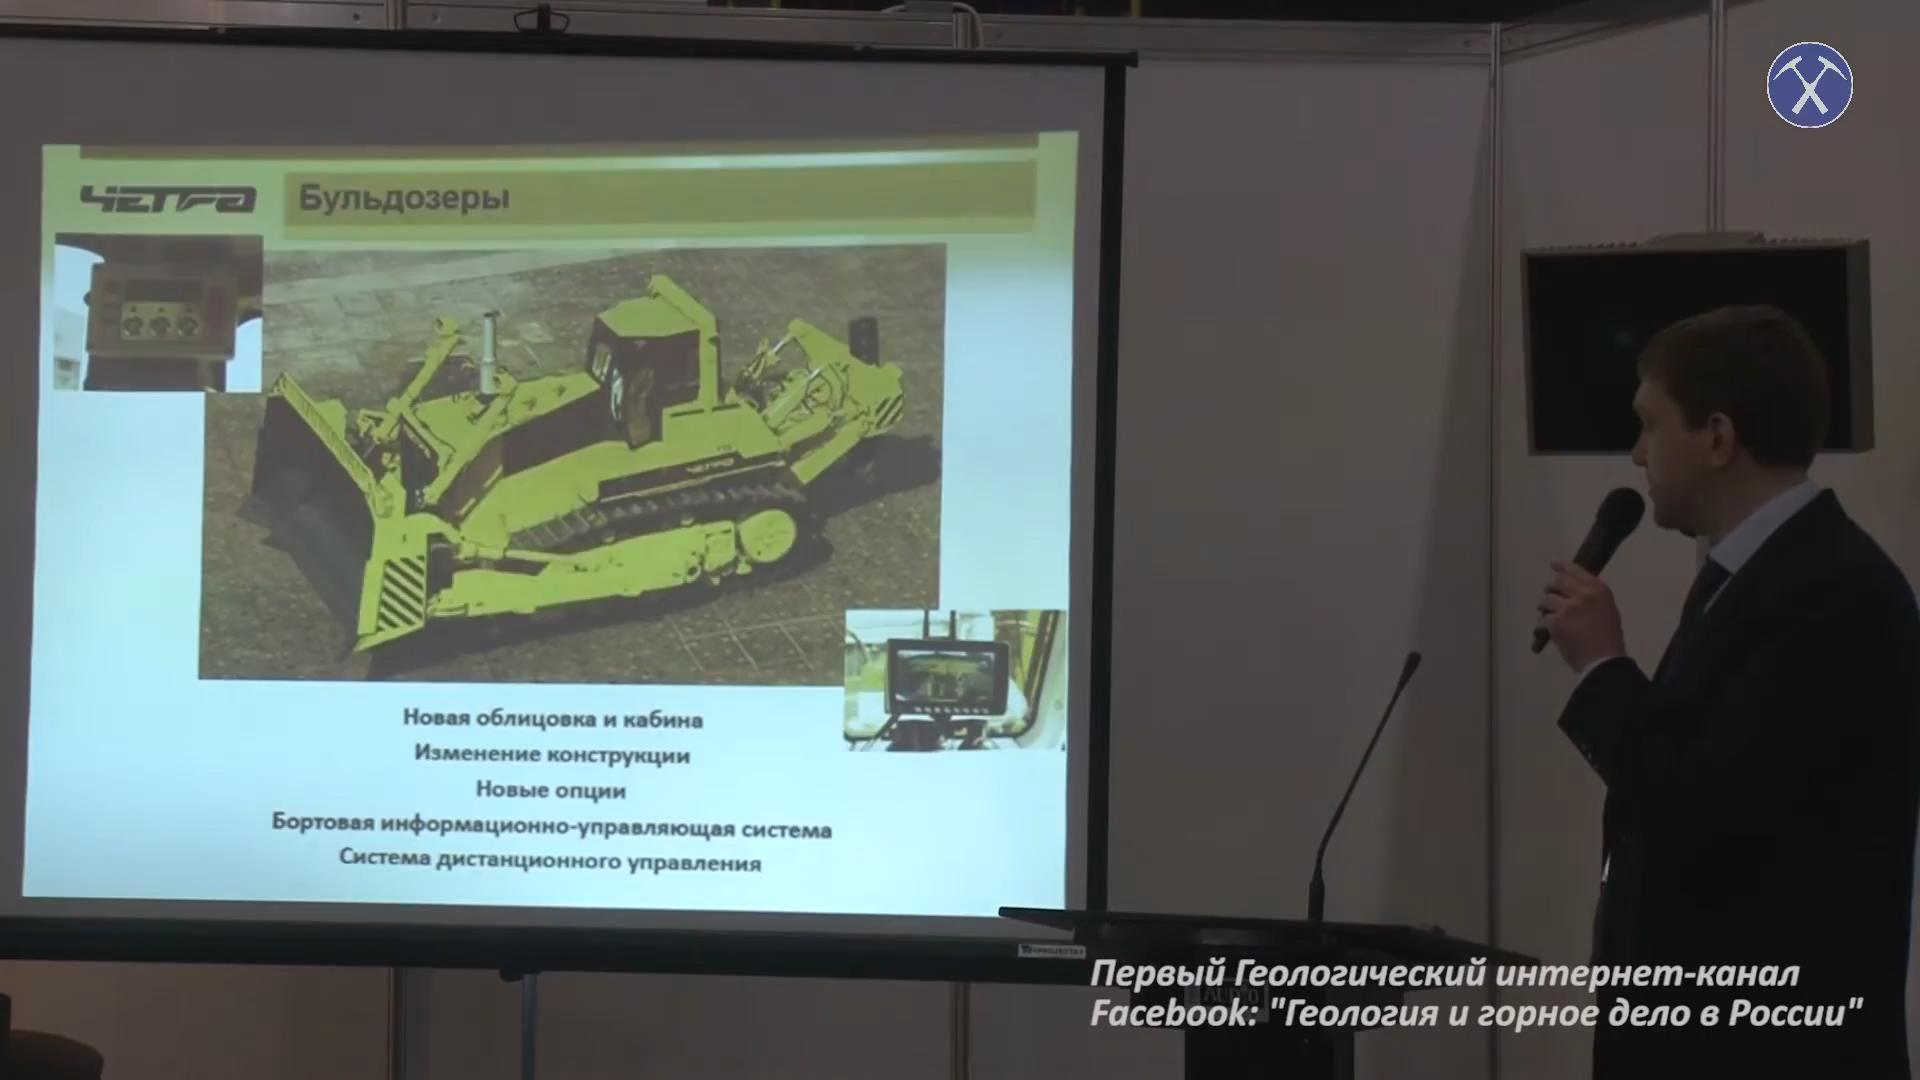 ЧЕТРА
Бульдозеры
ЧЕТРА
Новая облицовка и кабина
Изменение конструкции
Новые опции
Бортовая информационно-управляющая система
Система дистанционного управления
Первый Геологический интернет-канал
Facebook: "Геология и горное дело в России"